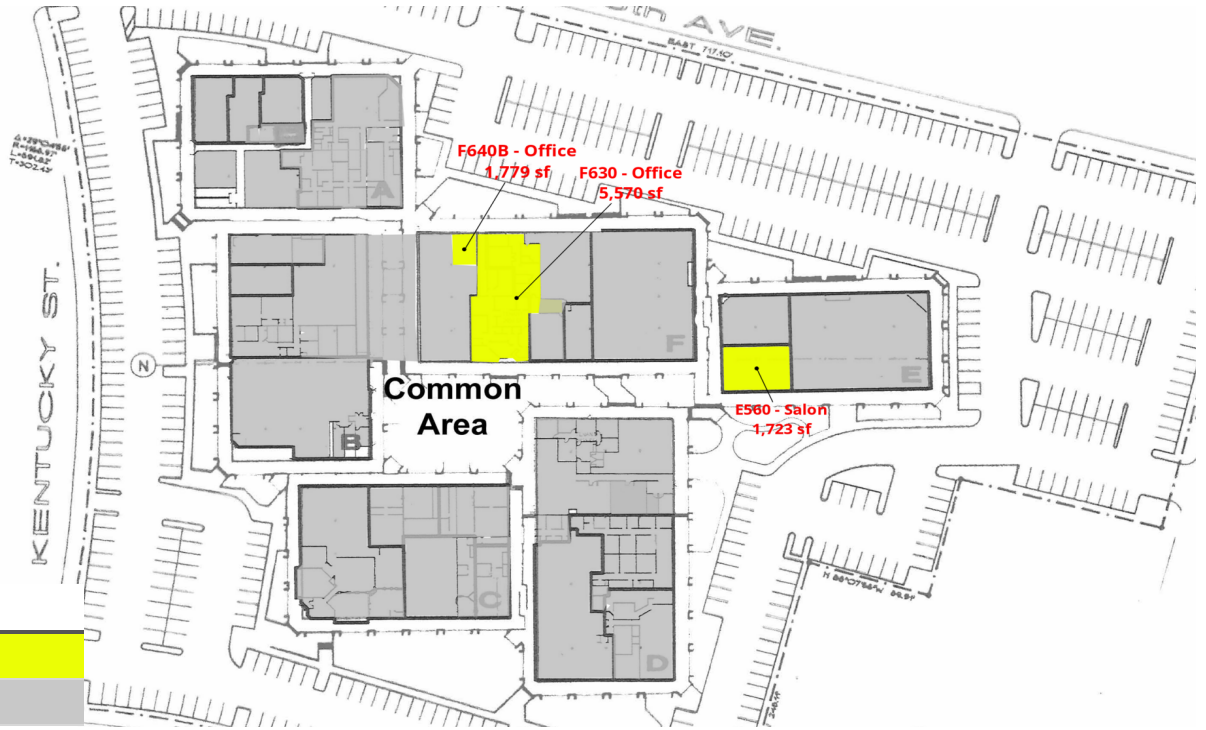 AVE.
EAST 717.10'
F640B - Office
1,779 sf
F630 - Office
5,570 sf
A
KENTUCKY ST.
N
F
E
Common
Area
E560 - Salon
1,723 sf
B
C
D